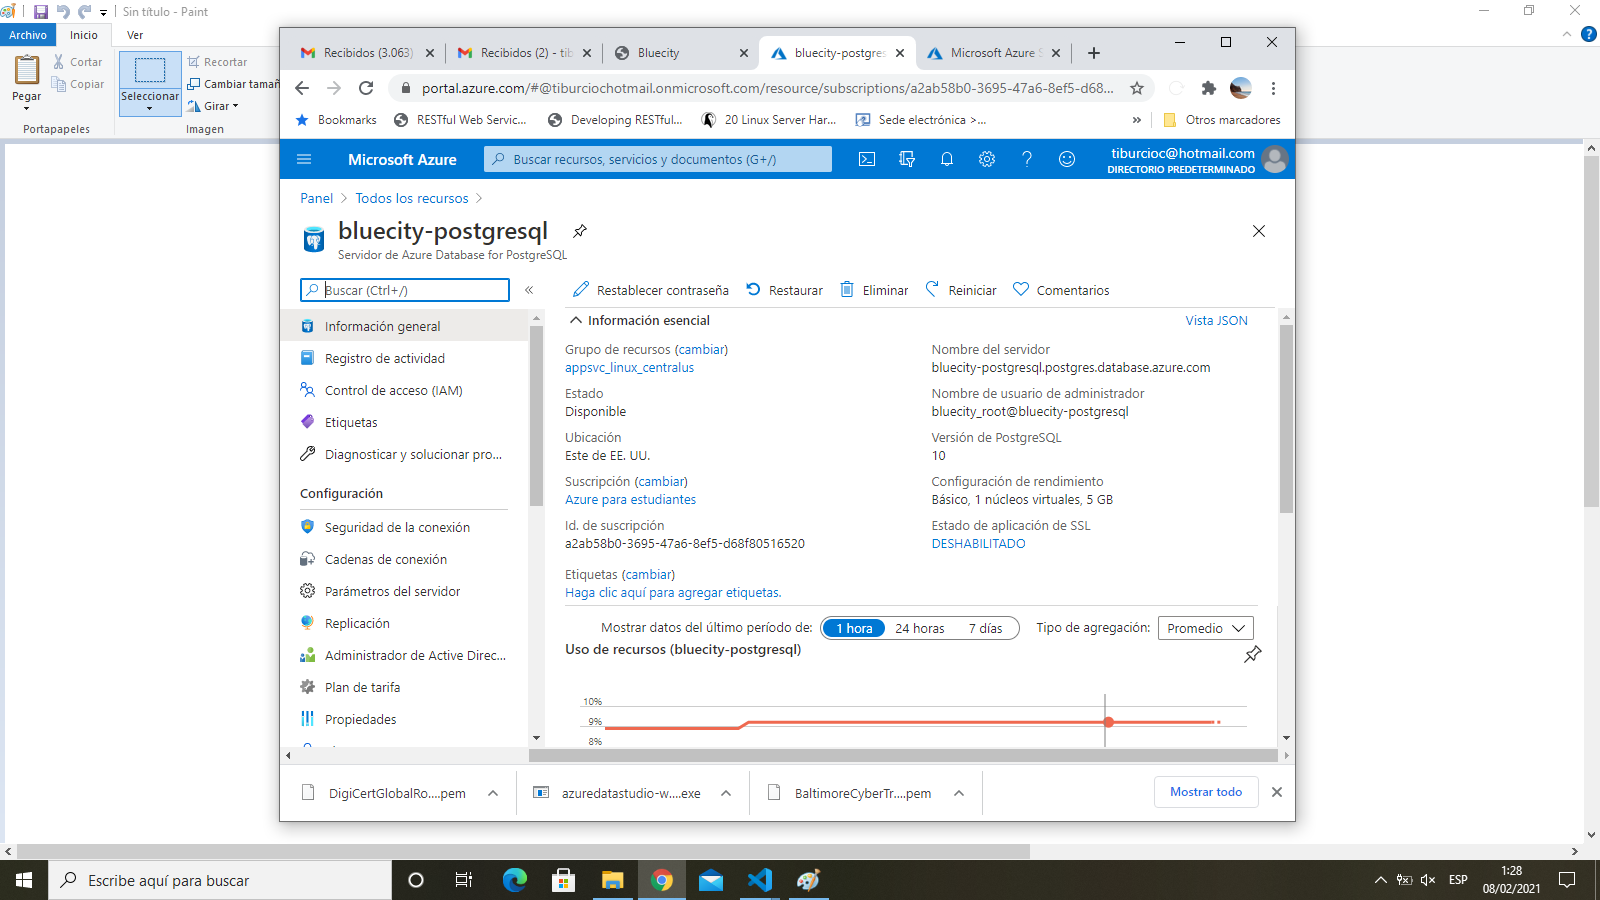 Sin título - Paint
Archivo
Inicio
Ver
Pegar
Cortar
Copiar
Portapapeles
Seleccionar
Recortar
Cambiar tamañ
Girar
Imagen
Recibidos (3.063)
Recibidos (2) - tib
Bluecity
bluecity-postgres
Microsoft Azure S
portal.azure.com/#@tiburciochotmail.onmicrosoft.com/resource/subscriptions/a2ab58b0-3695-47a6-8ef5-d68...
Bookmarks
RESTful Web Servic...
Developing RESTful...
20 Linux Server Har...
Sede electrónica >...
»
Otros marcadores
Microsoft Azure
Buscar recursos, servicios y documentos (G+/)
tiburcioc@hotmail.com
DIRECTORIO PREDETERMINADO
Panel > Todos los recursos >
bluecity-postgresql
Servidor de Azure Database for PostgreSQL
Buscar (Ctrl+/)
«
Restablecer contraseña
Restaurar
Eliminar
Reiniciar
Comentarios
Información general
Registro de actividad
Control de acceso (IAM)
Etiquetas
Diagnosticar y solucionar pro...
Configuración
Seguridad de la conexión
Cadenas de conexión
Parámetros del servidor
Replicación
Administrador de Active Direc...
Plan de tarifa
Propiedades
Información esencial
Vista JSON
Grupo de recursos (cambiar)
appsvc_linux_centralus
Estado
Disponible
Ubicación
Este de EE. UU.
Suscripción (cambiar)
Azure para estudiantes
Id. de suscripción
a2ab58b0-3695-47a6-8ef5-d68f80516520
Etiquetas (cambiar)
Haga clic aquí para agregar etiquetas.
Nombre del servidor
bluecity-postgresql.postgres.database.azure.com
Nombre de usuario de administrador
bluecity_root@bluecity-postgresql
Versión de PostgreSQL
10
Configuración de rendimiento
Básico, 1 núcleos virtuales, 5 GB
Estado de aplicación de SSL
DESHABILITADO
Mostrar datos del último período de:
1 hora
24 horas
7 días
Tipo de agregación:
Promedio
Uso de recursos (bluecity-postgresql)
10%
9%
8%
DigiCertGlobalRo....pem
azuredatastudio-w....exe
BaltimoreCyberTr....pem
Mostrar todo
Escribe aquí para buscar
ESP
1:28
08/02/2021